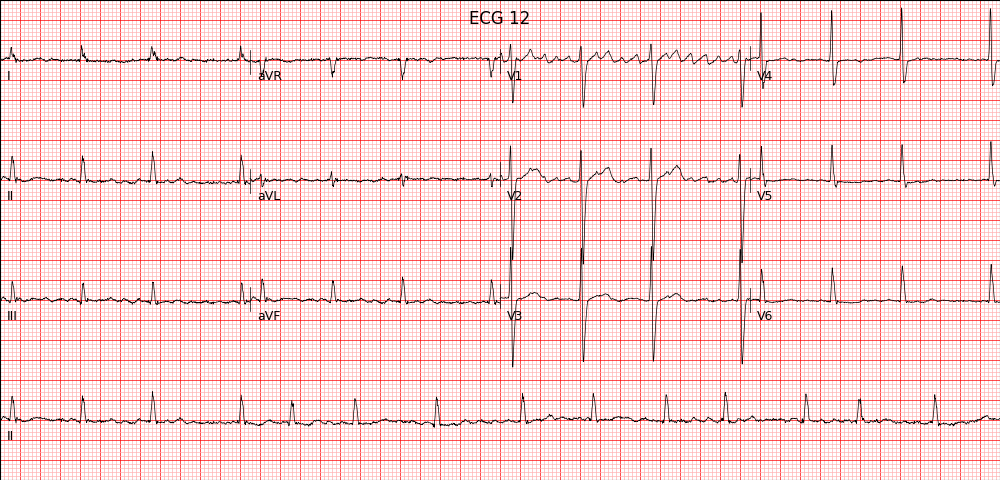 ECG 12
I aVR V1 V4
II aVL V2 V5
III aVF V3 V6
II